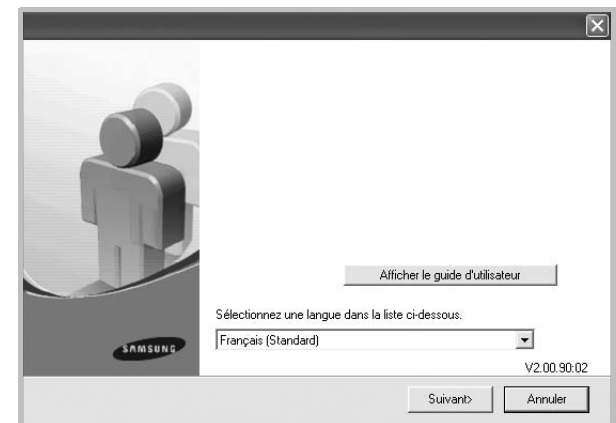 Afficher le guide d'utilisateur
Sélectionnez une langue dans la liste ci-dessous.
Français (Standard)
SAMSUNG
V2.00.90:02
Suivant>
Annuler